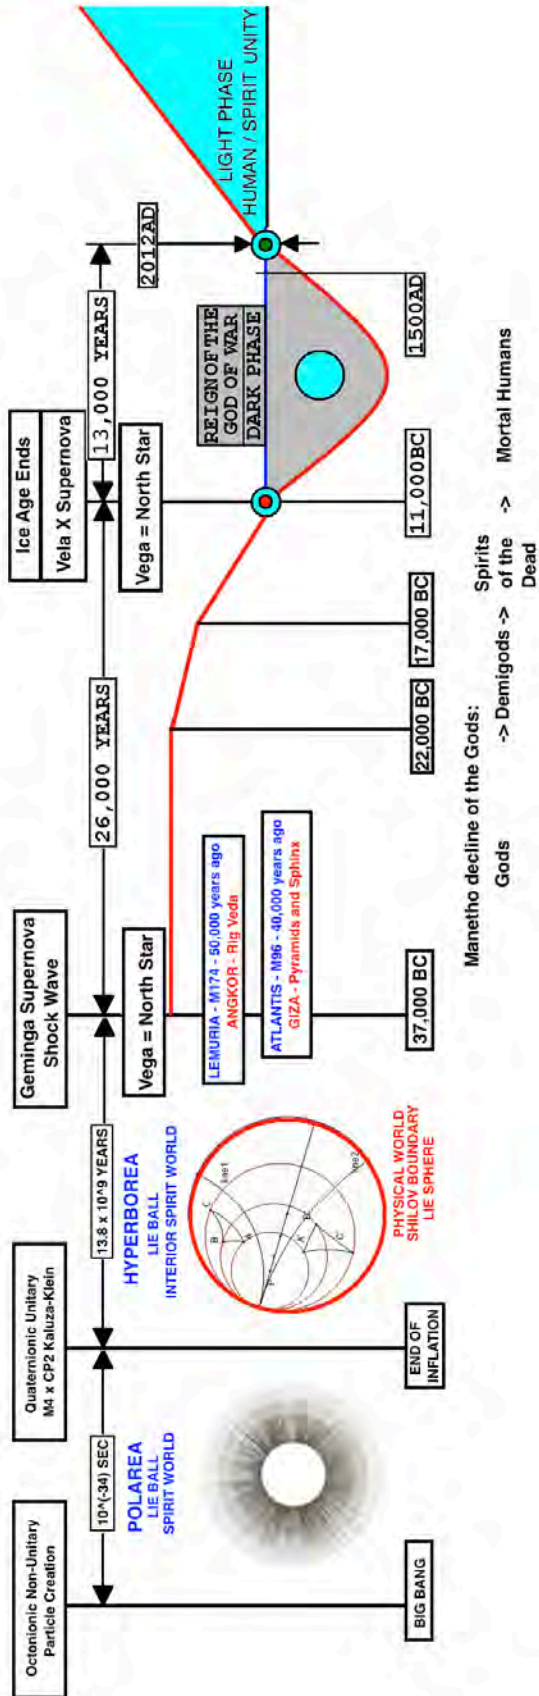 Octonionic Non-Unitary
Particle Creation
10^(-34) SEC
POLAREA
LIE BALL
SPIRIT WORLD
BIG BANG
Quaternionic Unitary
M4 x CP2 Kaluza-Klein
13.8 x 10^9 YEARS
HYPERBOREA
LIE BALL
INTERIOR SPIRIT WORLD
PHYSICAL WORLD
SHILOV BOUNDARY
LIE SPHERE
END OF
INFLATION
Geminga Supernova
Shock Wave
26,000 YEARS
Vega = North Star
LEMURIA - M174 - 50,000 years ago
ANGKOR - Rig Veda
ATLANTIS - M96 - 40,000 years ago
GIZA - Pyramids and Sphinx
37,000 BC
22,000 BC
17,000 BC
Ice Age Ends
Vela X Supernova
13,000 YEARS
Vega = North Star
11,000BC
REIGN OF THE
GOD OF WAR
DARK PHASE
1500AD
2012AD
LIGHT PHASE
HUMAN / SPIRIT UNITY
Manetho decline of the Gods:
Gods -> Demigods -> Spirits of the Dead -> Mortal Humans